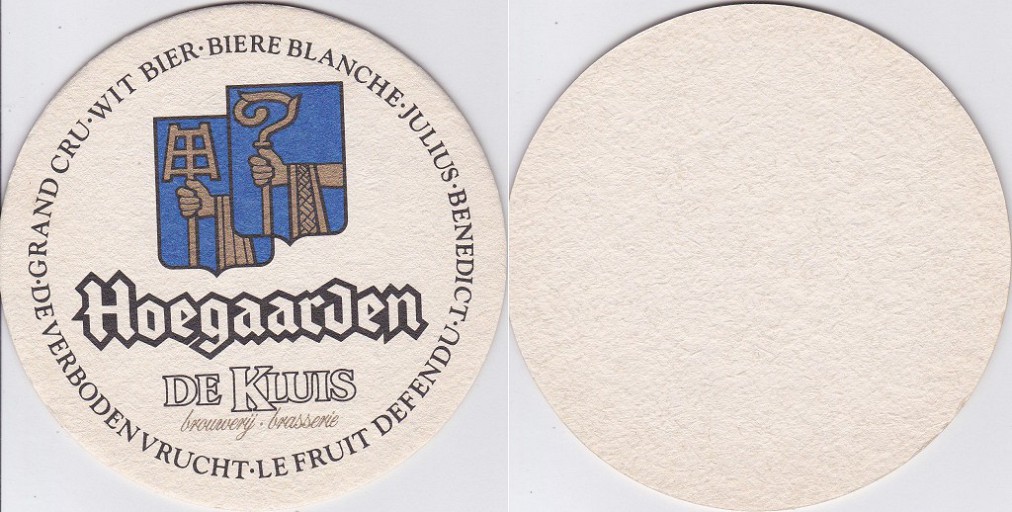 DE VERBODEN VRUCHT·LE FRUIT DEFENDU·GRAND CRU·WIT BIER·BIERE BLANCHE·JULIUS·BENEDICT·
Hoegaarden
DE KLUIS
brouwerij · brasserie